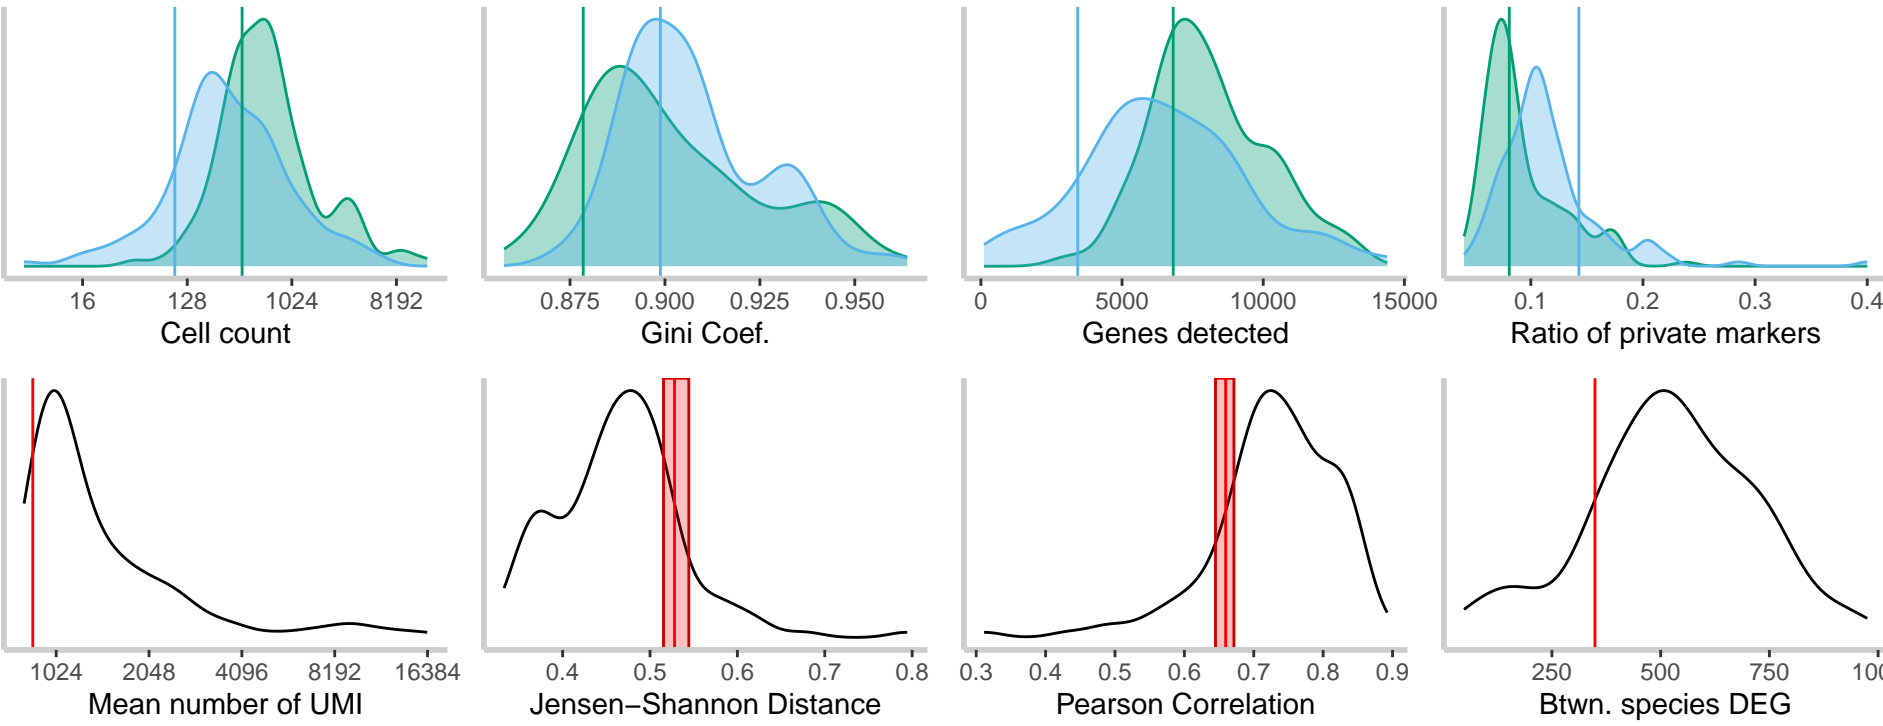 16 128 1024 8192
Cell count
0.875 0.900 0.925 0.950
Gini Coef.
0 5000 10000 15000
Genes detected
0.1 0.2 0.3 0.4
Ratio of private markers
1024 2048 4096 8192 16384
Mean number of UMI
0.4 0.5 0.6 0.7 0.8
Jensen−Shannon Distance
0.3 0.4 0.5 0.6 0.7 0.8 0.9
Pearson Correlation
250 500 750
Btwn. species DEG